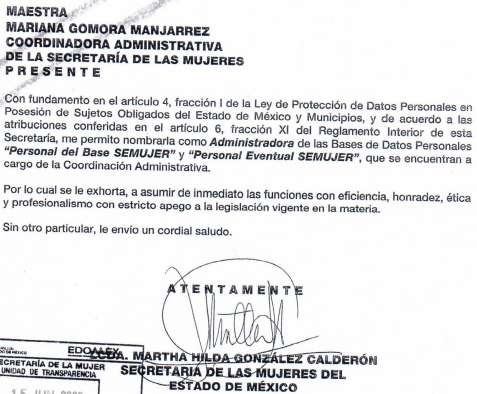 MAESTRA
MARIANA GOMORA MANJARREZ
COORDINADORA ADMINISTRATIVA
DE LA SECRETARÍA DE LAS MUJERES
P R E S E N T E
Con fundamento en el artículo 4, fracción I de la Ley de Protección de Datos Personales en
Posesión de Sujetos Obligados del Estado de México y Municipios, y de acuerdo a las
atribuciones conferidas en el artículo 6, fracción XI del Reglamento Interior de esta
Secretaría, me permito nombrarla como Administradora de las Bases de Datos Personales
“Personal del Base SEMUJER” y “Personal Eventual SEMUJER”, que se encuentran a
cargo de la Coordinación Administrativa.
Por lo cual se le exhorta, a asumir de inmediato las funciones con eficiencia, honradez, ética
y profesionalismo con estricto apego a la legislación vigente en la materia.
Sin otro particular, le envío un cordial saludo.
A T E N T A M E N T E
EDOMÉX
MARTHA HILDA GONZÁLEZ CALDERÓN
SECRETARÍA DE LA MUJER
SECRETARIA DE LAS MUJERES DEL
UNIDAD DE TRANSPARENCIA
ESTADO DE MÉXICO